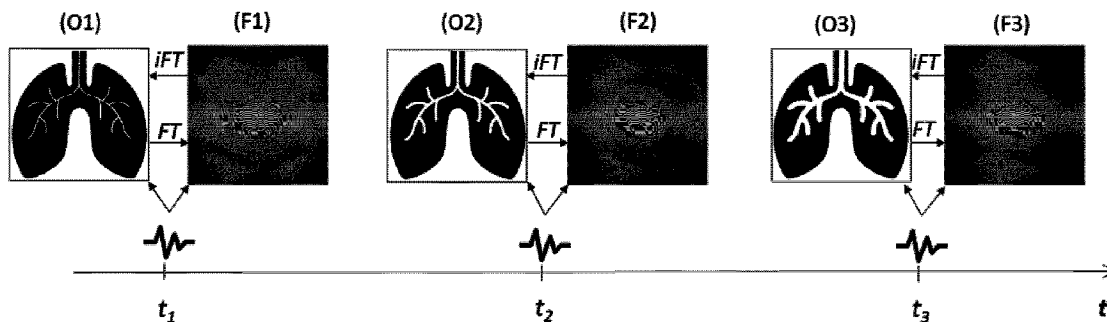 (O1) (F1) (O2) (F2) (O3) (F3)
iFT iFT iFT
FT FT FT
t1 t2 t3 t